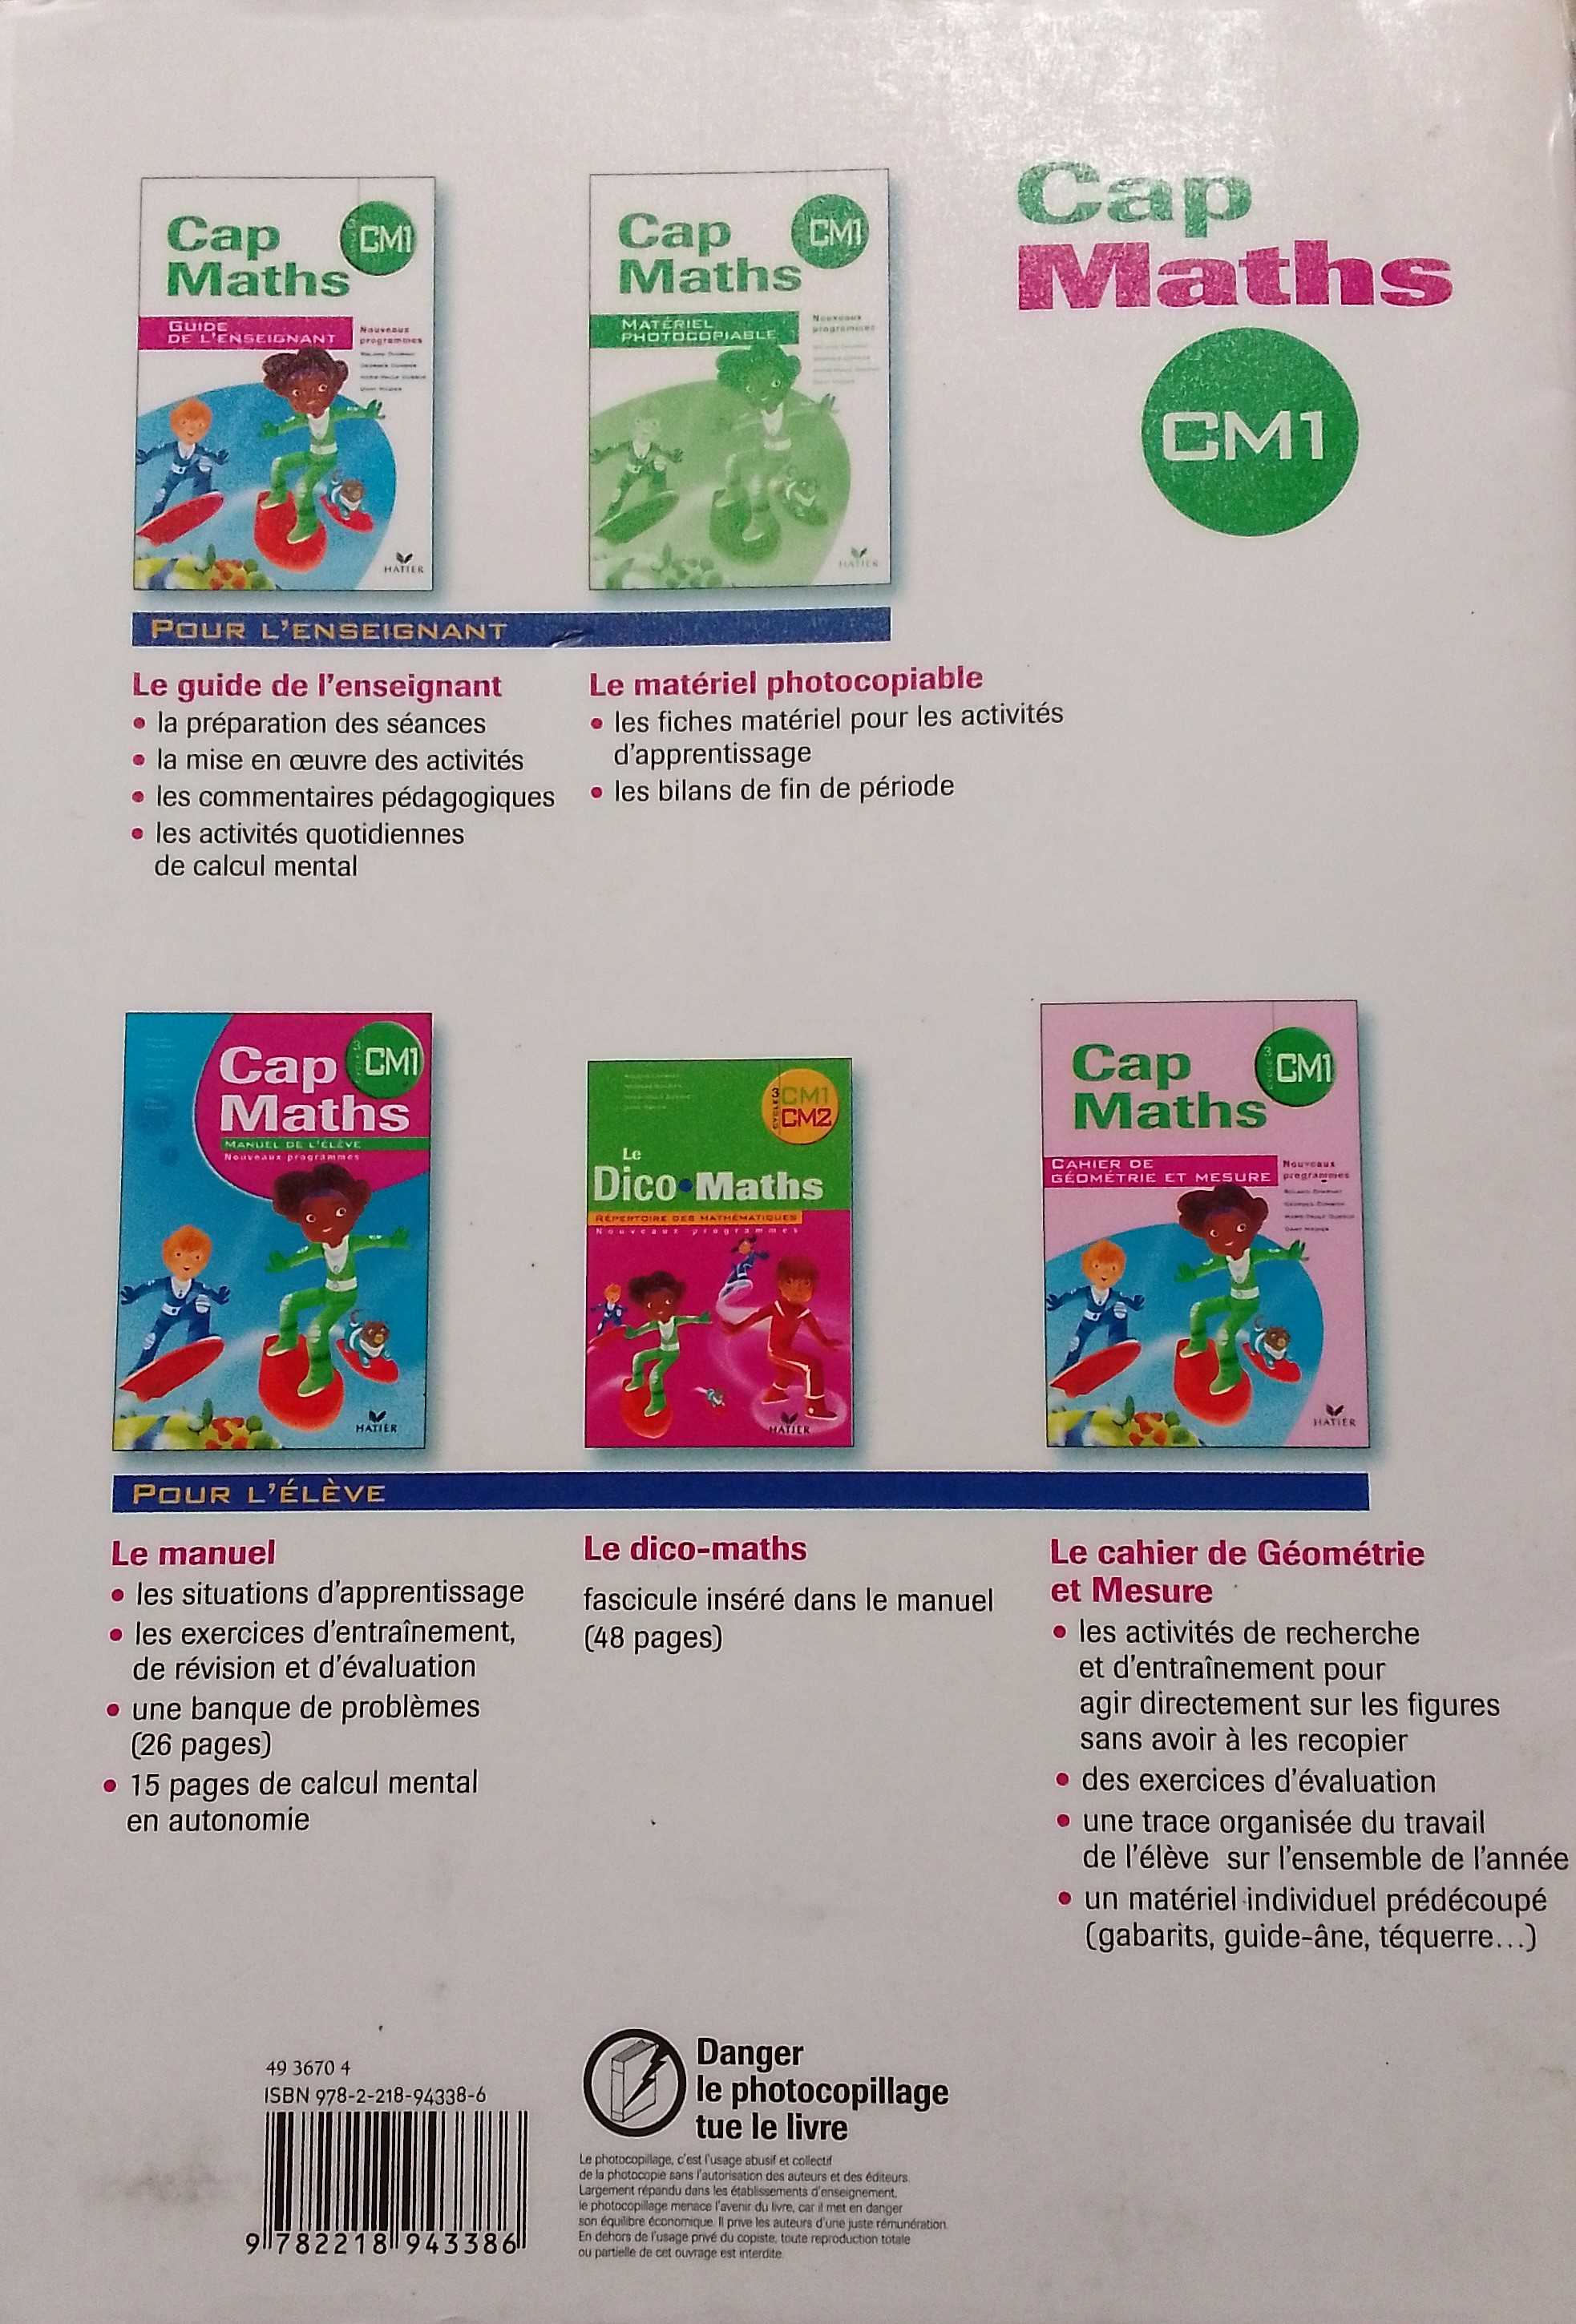 Cap
Maths
CM1
GUIDE
DE L'ENSEIGNANT
Nouveaux
programmes
HATIER
Cap
Maths
CM1
MATÉRIEL
PHOTOCOPIABLE
Nouveaux
programmes
HATIER
Cap
Maths
CM1
POUR L'ENSEIGNANT
Le guide de l'enseignant
• la préparation des séances
• la mise en œuvre des activités
• les commentaires pédagogiques
• les activités quotidiennes
de calcul mental
Le matériel photocopiable
• les fiches matériel pour les activités
d'apprentissage
• les bilans de fin de période
Cap
Maths
3
CM1
MANUEL DE L'ÉLÈVE
Nouveaux programmes
HATIER
CYCLE 3
CM1
CM2
Le
Dico•Maths
RÉPERTOIRE DES MATHÉMATIQUES
Nouveaux programmes
HATIER
Cap
Maths
3
CM1
CAHIER DE
GÉOMÉTRIE ET MESURE
Nouveaux
programmes
HATIER
POUR L'ÉLÈVE
Le manuel
• les situations d'apprentissage
• les exercices d'entraînement,
de révision et d'évaluation
• une banque de problèmes
(26 pages)
• 15 pages de calcul mental
en autonomie
Le dico-maths
fascicule inséré dans le manuel
(48 pages)
Le cahier de Géométrie
et Mesure
• les activités de recherche
et d'entraînement pour
agir directement sur les figures
sans avoir à les recopier
• des exercices d'évaluation
• une trace organisée du travail
de l'élève sur l'ensemble de l'année
• un matériel individuel prédécoupé
(gabarits, guide-âne, téquerre...)
49 3670 4
ISBN 978-2-218-94338-6
9 782218 943386
Danger
le photocopillage
tue le livre
Le photocopillage, c'est l'usage abusif et collectif
de la photocopie sans l'autorisation des auteurs et des éditeurs.
Largement répandu dans les établissements d'enseignement,
le photocopillage menace l'avenir du livre, car il met en danger
son équilibre économique. Il prive les auteurs d'une juste rémunération.
En dehors de l'usage privé du copiste, toute reproduction totale
ou partielle de cet ouvrage est interdite.